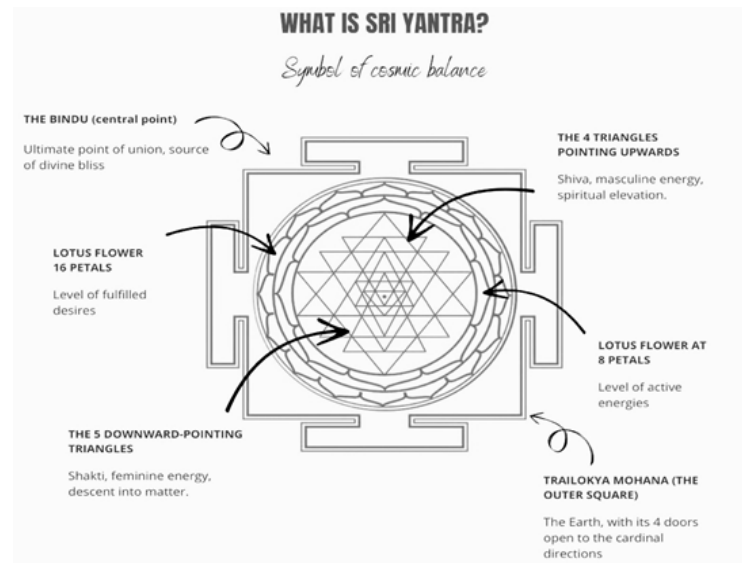 WHAT IS SRI YANTRA?
Symbol of cosmic balance
THE BINDU (central point)
Ultimate point of union, source
of divine bliss
THE 4 TRIANGLES
POINTING UPWARDS
Shiva, masculine energy,
spiritual elevation.
LOTUS FLOWER
16 PETALS
Level of fulfilled
desires
LOTUS FLOWER AT
8 PETALS
Level of active
energies
THE 5 DOWNWARD-POINTING
TRIANGLES
Shakti, feminine energy,
descent into matter.
TRAILOKYA MOHANA (THE
OUTER SQUARE)
The Earth, with its 4 doors
open to the cardinal
directions